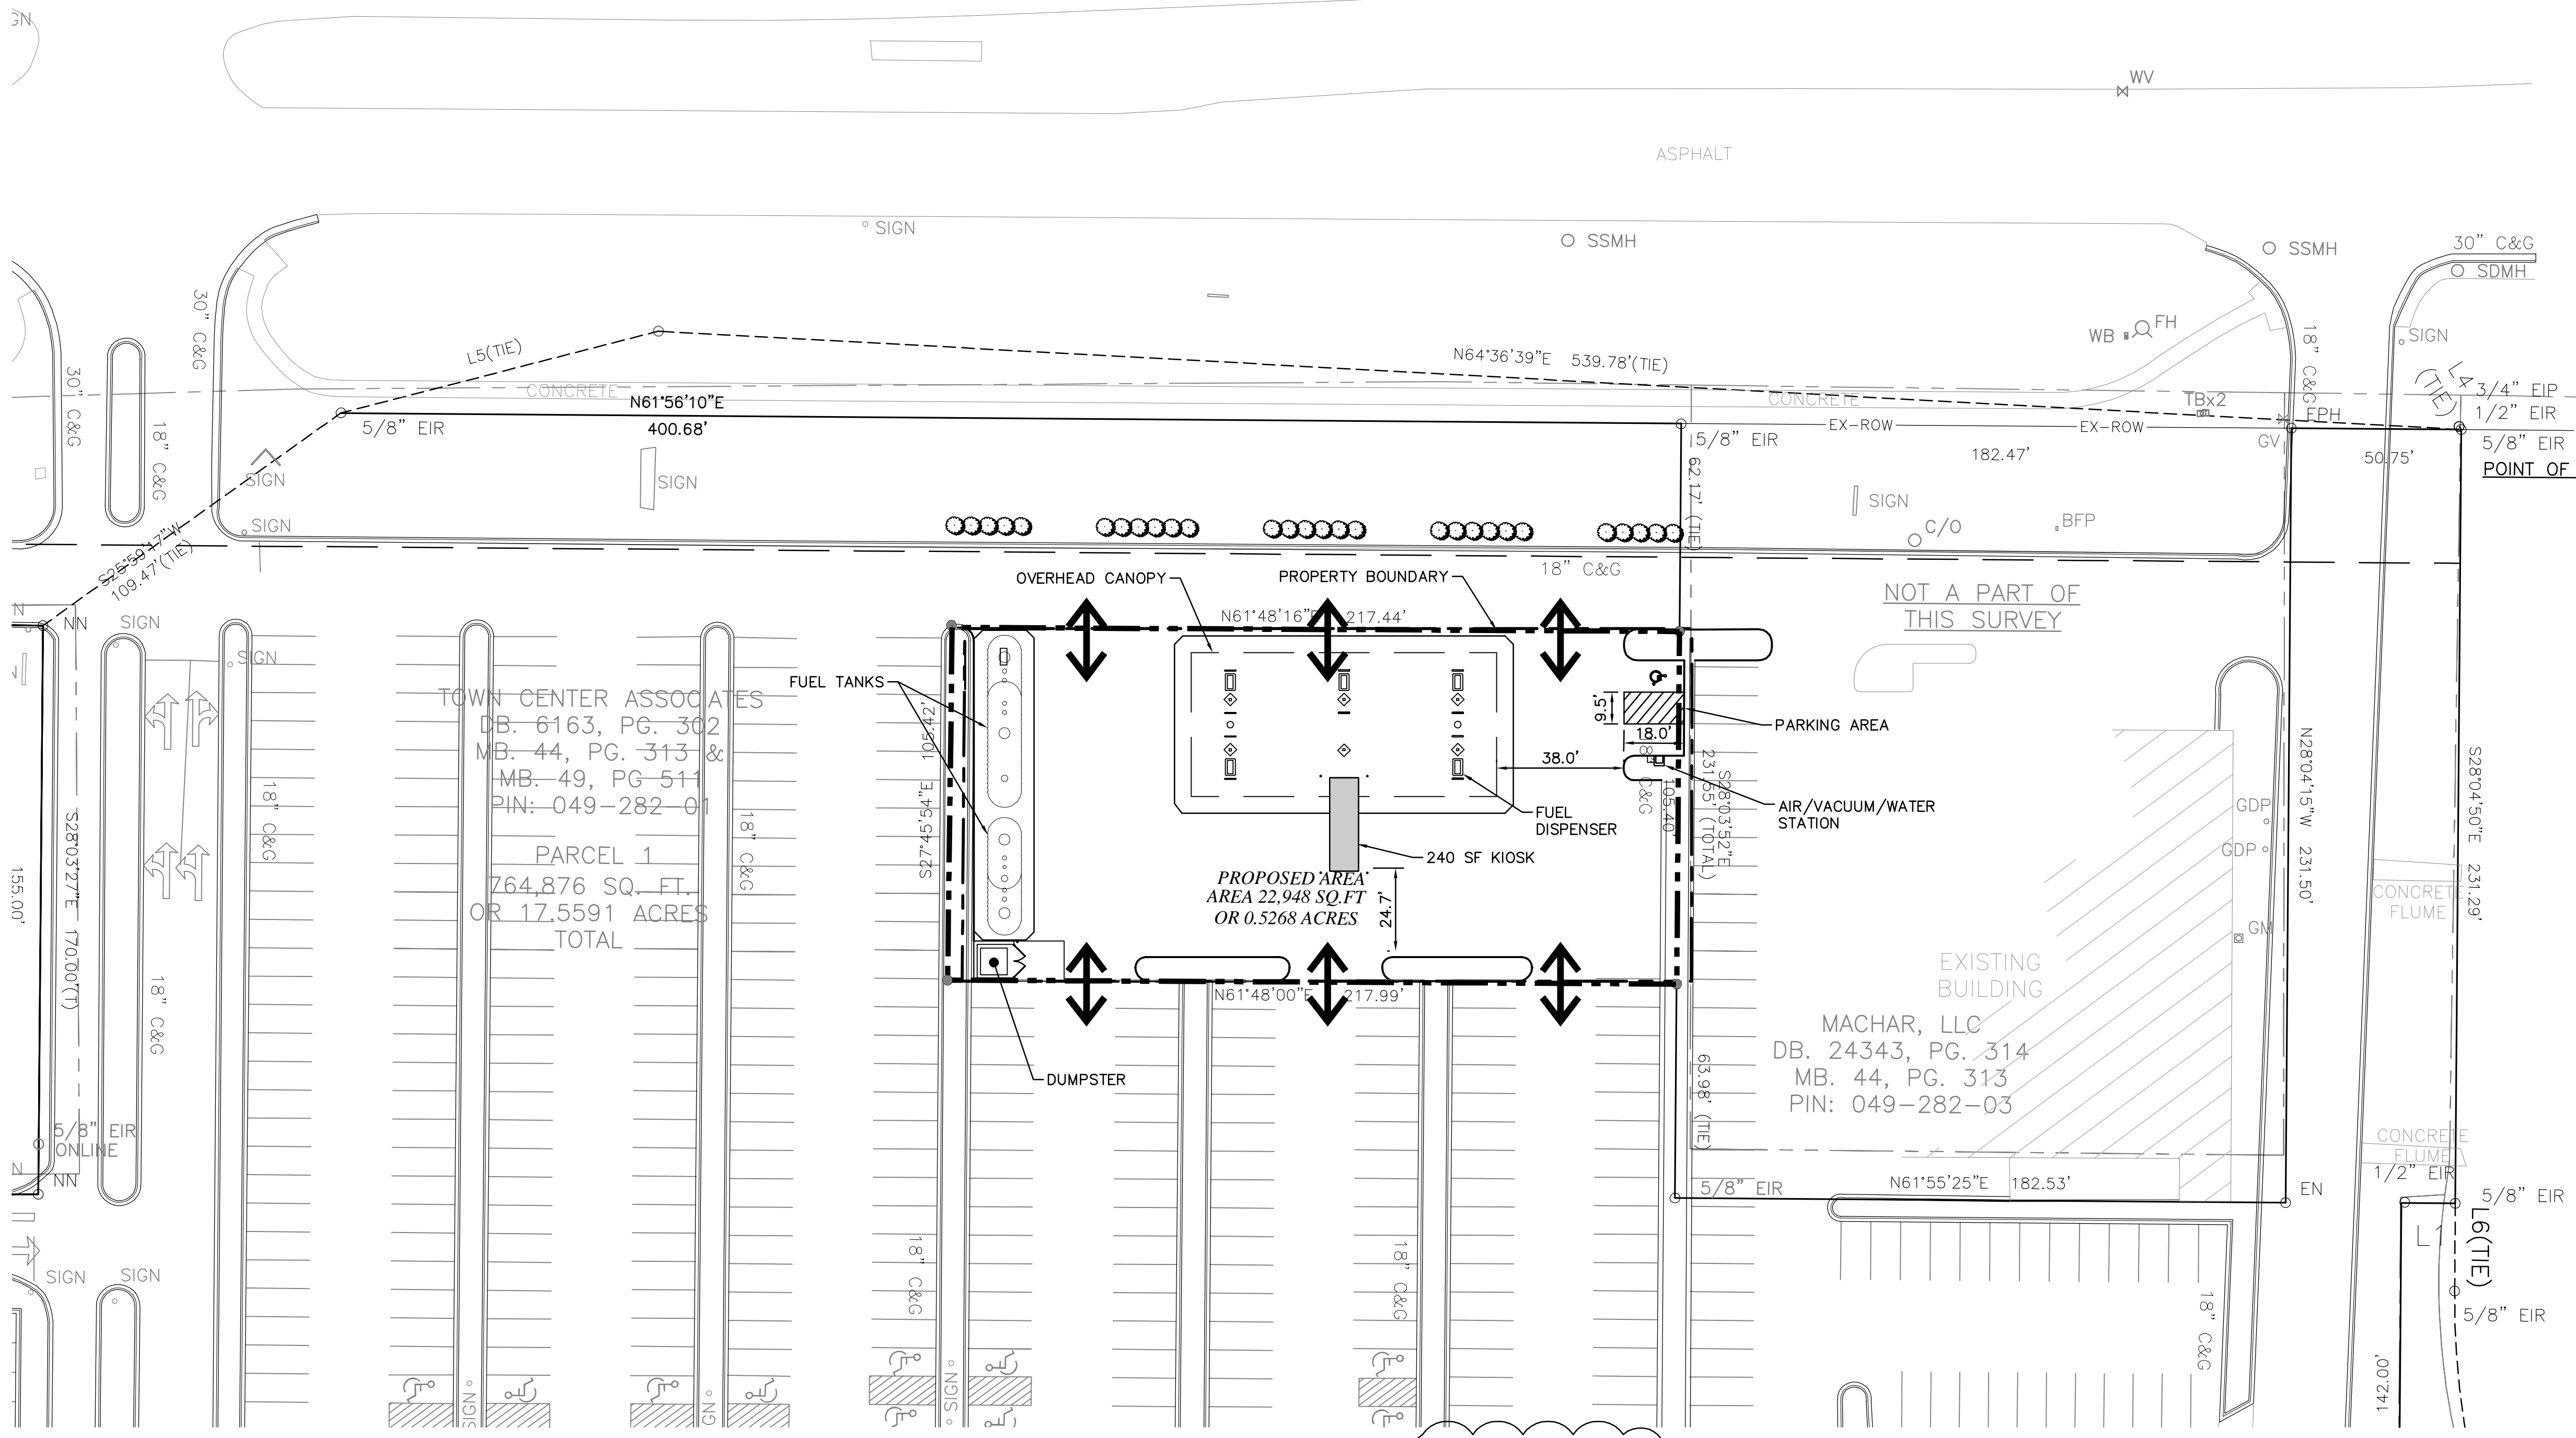 WV
ASPHALT
SIGN
SSMH
SSMH
30" C&G
SDMH
30" C&G
L5(TIE)
N64°36'39"E 539.78'(TIE)
WB
FH
18" C&G
SIGN
L4
(TIE)
3/4" EIP
1/2" EIR
5/8" EIR
POINT OF
30" C&G
18" C&G
CONCRETE
N61°56'10"E
400.68'
5/8" EIR
CONCRETE
TBx2
FPH
GV
5/8" EIR
EX-ROW
EX-ROW
182.47'
50.75'
62.17' (TIE)
SIGN
SIGN
SIGN
SIGN
C/O
BFP
S25°59'17"W
109.47'(TIE)
18" C&G
OVERHEAD CANOPY
PROPERTY BOUNDARY
NOT A PART OF
THIS SURVEY
NN
SIGN
SIGN
N61°48'16"E 217.44'
FUEL TANKS
TOWN CENTER ASSOCIATES
DB. 6163, PG. 302
MB. 44, PG. 313 &
MB. 49, PG 511
PIN: 049-282-01
PARCEL 1
764,876 SQ. FT.
OR 17.5591 ACRES
TOTAL
S27°45'54"E 105.42'
9.5'
18.0'
38.0'
PARKING AREA
AIR/VACUUM/WATER
STATION
FUEL
DISPENSER
240 SF KIOSK
PROPOSED AREA
AREA 22,948 SQ.FT
OR 0.5268 ACRES
24.7'
105.40'
231.55' (TOTAL)
S28°03'52"E
N28°04'15"W 231.50'
S28°04'50"E 231.29'
GDP
GDP
GM
CONCRETE
FLUME
155.00'
S28°03'27"E 170.00'(T)
18" C&G
18" C&G
18" C&G
N61°48'00"E 217.99'
DUMPSTER
EXISTING
BUILDING
MACHAR, LLC
DB. 24343, PG. 314
MB. 44, PG. 313
PIN: 049-282-03
63.98' (TIE)
CONCRETE
FLUME
1/2" EIR
5/8" EIR
ONLINE
NN
5/8" EIR
N61°55'25"E 182.53'
EN
5/8" EIR
L1
L6(TIE)
5/8" EIR
SIGN
SIGN
18" C&G
18" C&G
18" C&G
142.00'
SIGN
SIGN